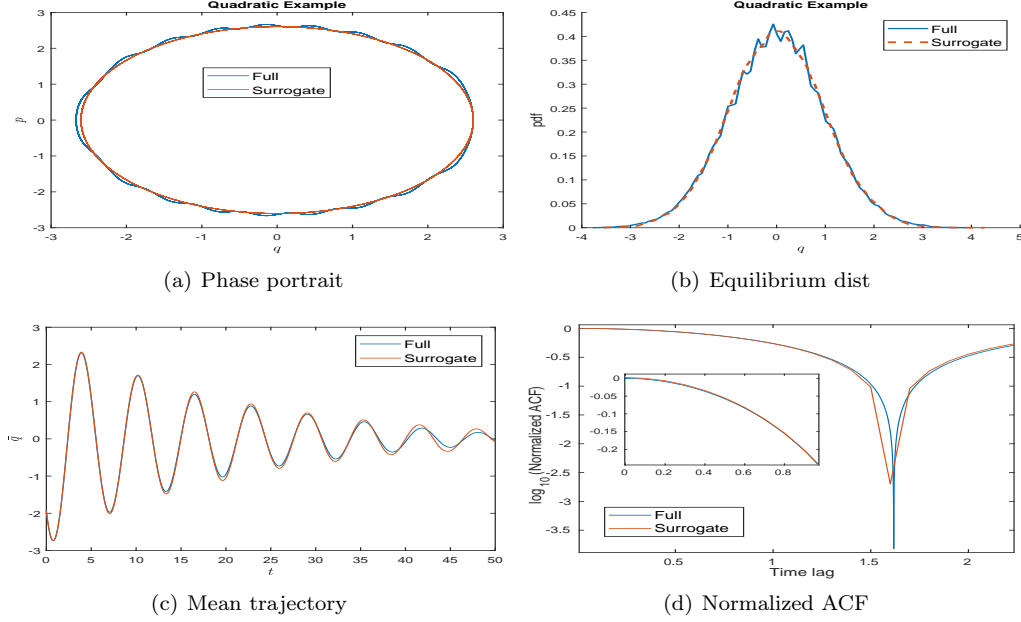 Quadratic Example
3
2
1
0
-1
-2
-3
p
Full
Surrogate
-3 -2 -1 0 1 2 3
q
(a) Phase portrait
Quadratic Example
0.45
0.4
0.35
0.3
0.25
0.2
0.15
0.1
0.05
0
pdf
Full
Surrogate
-4 -3 -2 -1 0 1 2 3 4 5
q
(b) Equilibrium dist
3
2
1
0
-1
-2
-3
q̄
Full
Surrogate
0 5 10 15 20 25 30 35 40 45 50
t
(c) Mean trajectory
0
-0.5
-1
-1.5
-2
-2.5
-3
-3.5
log10(Normalized ACF)
0
-0.05
-0.1
-0.15
-0.2
0 0.2 0.4 0.6 0.8
Full
Surrogate
0.5 1 1.5 2
Time lag
(d) Normalized ACF